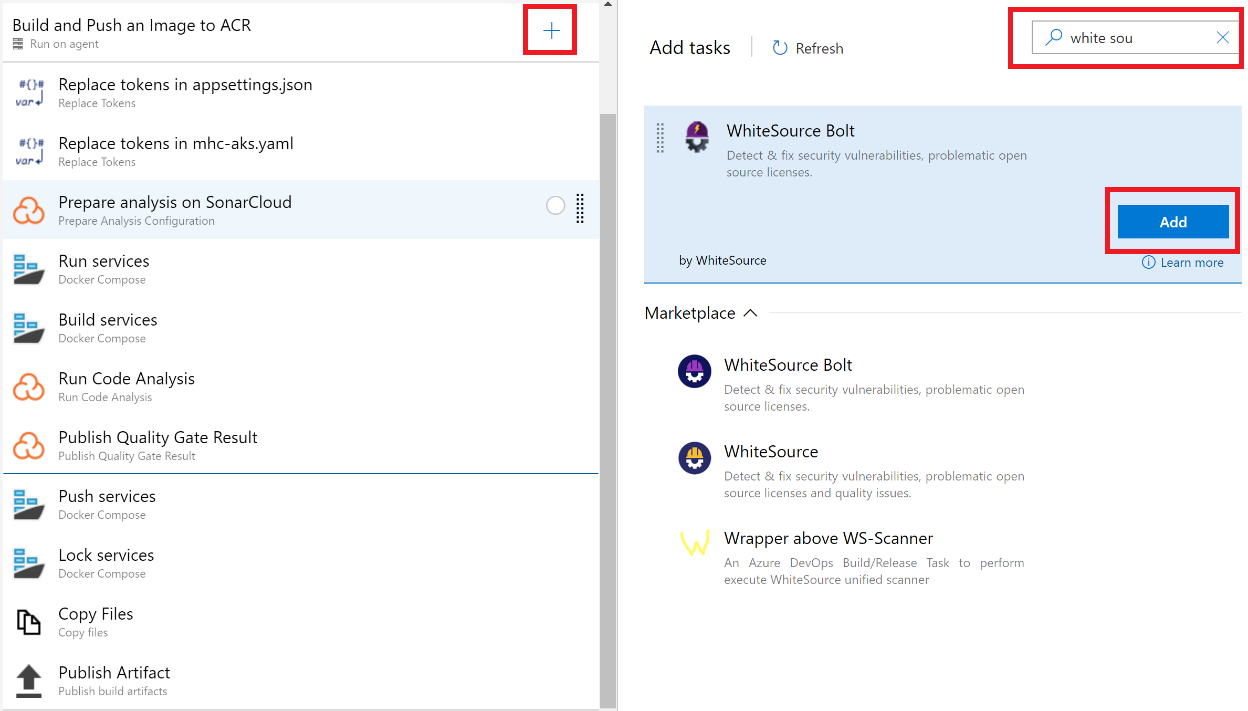 Build and Push an Image to ACR
Run on agent
#{}#
var
Replace tokens in appsettings.json
Replace Tokens
#{}#
var
Replace tokens in mhc-aks.yaml
Replace Tokens
Prepare analysis on SonarCloud
Prepare Analysis Configuration
Run services
Docker Compose
Build services
Docker Compose
Run Code Analysis
Run Code Analysis
Publish Quality Gate Result
Publish Quality Gate Result
Push services
Docker Compose
Lock services
Docker Compose
Copy Files
Copy files
Publish Artifact
Publish build artifacts
Add tasks
Refresh
white sou
WhiteSource Bolt
Detect & fix security vulnerabilities, problematic open
source licenses.
Add
by WhiteSource
Learn more
Marketplace
WhiteSource Bolt
Detect & fix security vulnerabilities, problematic open
source licenses.
WhiteSource
Detect & fix security vulnerabilities, problematic open
source licenses and quality issues.
Wrapper above WS-Scanner
An Azure DevOps Build/Release Task to perform
execute WhiteSource unified scanner